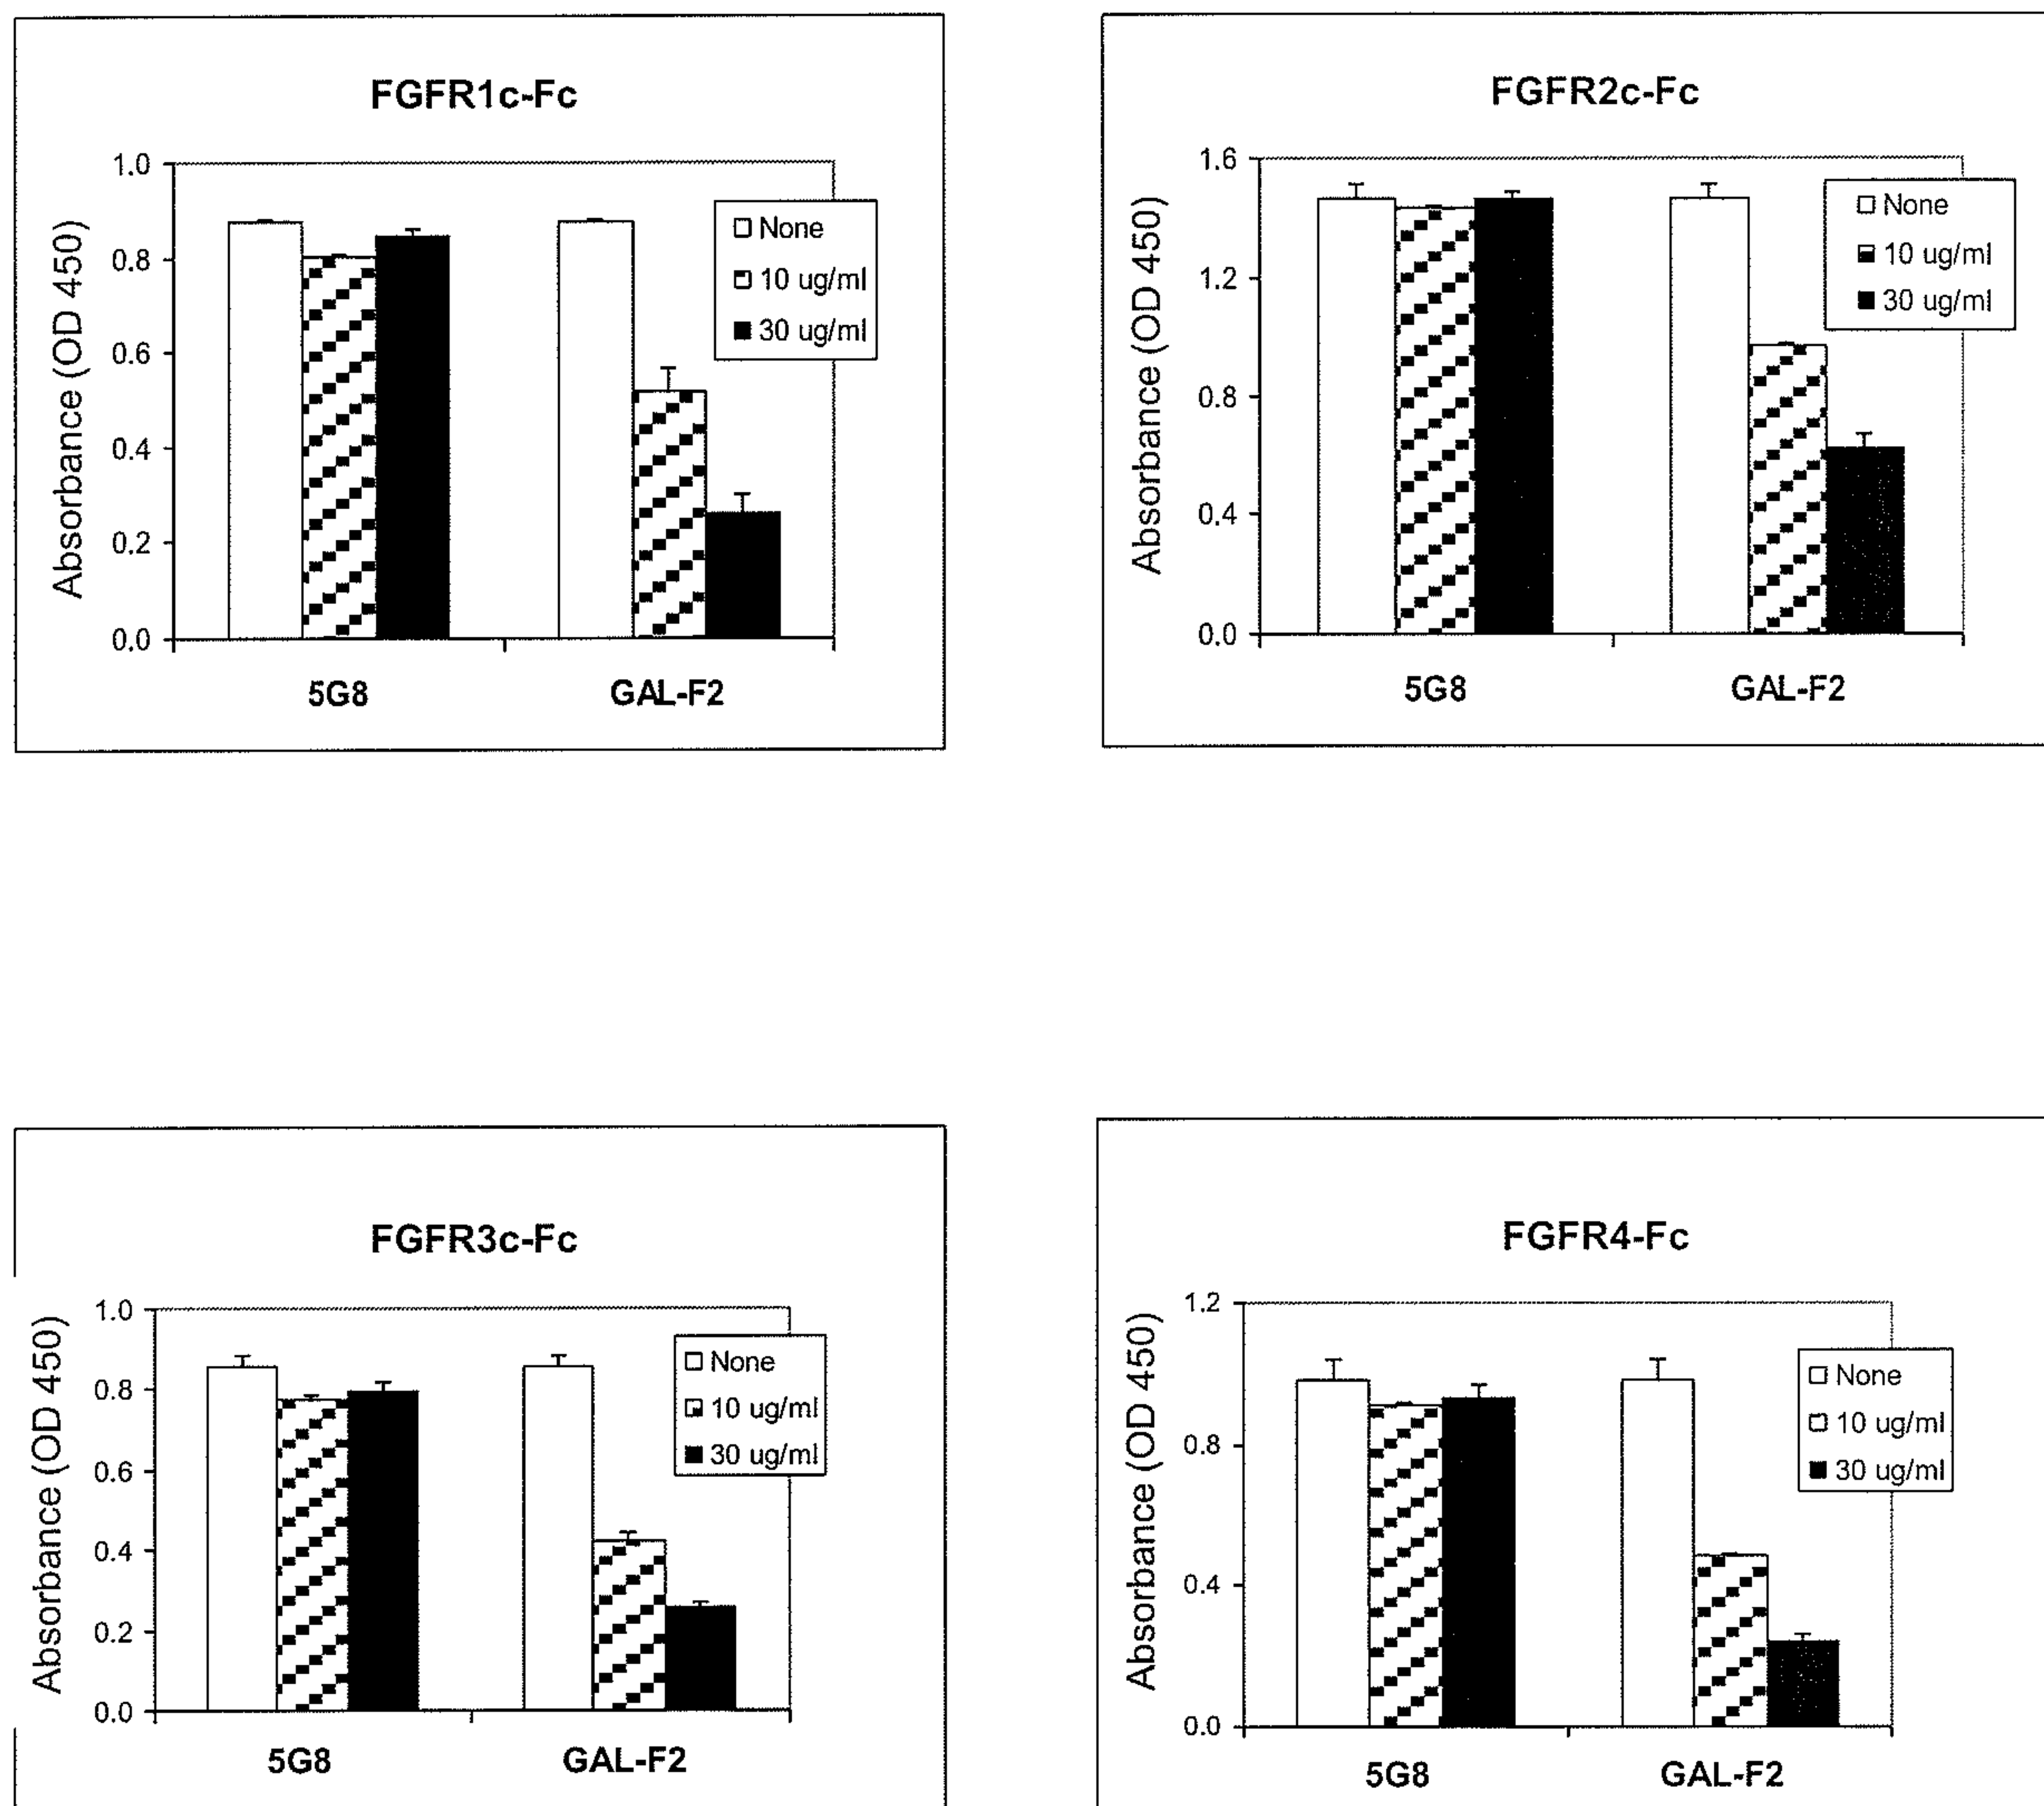 FGFR1c-Fc
Absorbance (OD 450)
1.0
0.8
0.6
0.4
0.2
0.0
None
10 ug/ml
30 ug/ml
5G8
GAL-F2
FGFR2c-Fc
Absorbance (OD 450)
1.6
1.2
0.8
0.4
0.0
None
10 ug/ml
30 ug/ml
5G8
GAL-F2
FGFR3c-Fc
Absorbance (OD 450)
1.0
0.8
0.6
0.4
0.2
0.0
None
10 ug/ml
30 ug/ml
5G8
GAL-F2
FGFR4-Fc
Absorbance (OD 450)
1.2
0.8
0.4
0.0
None
10 ug/ml
30 ug/ml
5G8
GAL-F2